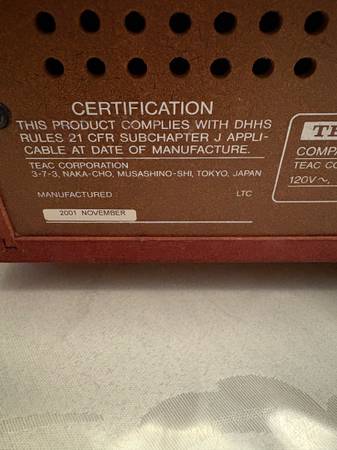 CERTIFICATION
THIS PRODUCT COMPLIES WITH DHHS
RULES 21 CFR SUBCHAPTER J APPLI-
CABLE AT DATE OF MANUFACTURE.
TEAC CORPORATION
3-7-3, NAKA-CHO, MUSASHINO-SHI, TOKYO, JAPAN
MANUFACTURED LTC
2001 NOVEMBER
TE
COMPA
TEAC CO
120V～,